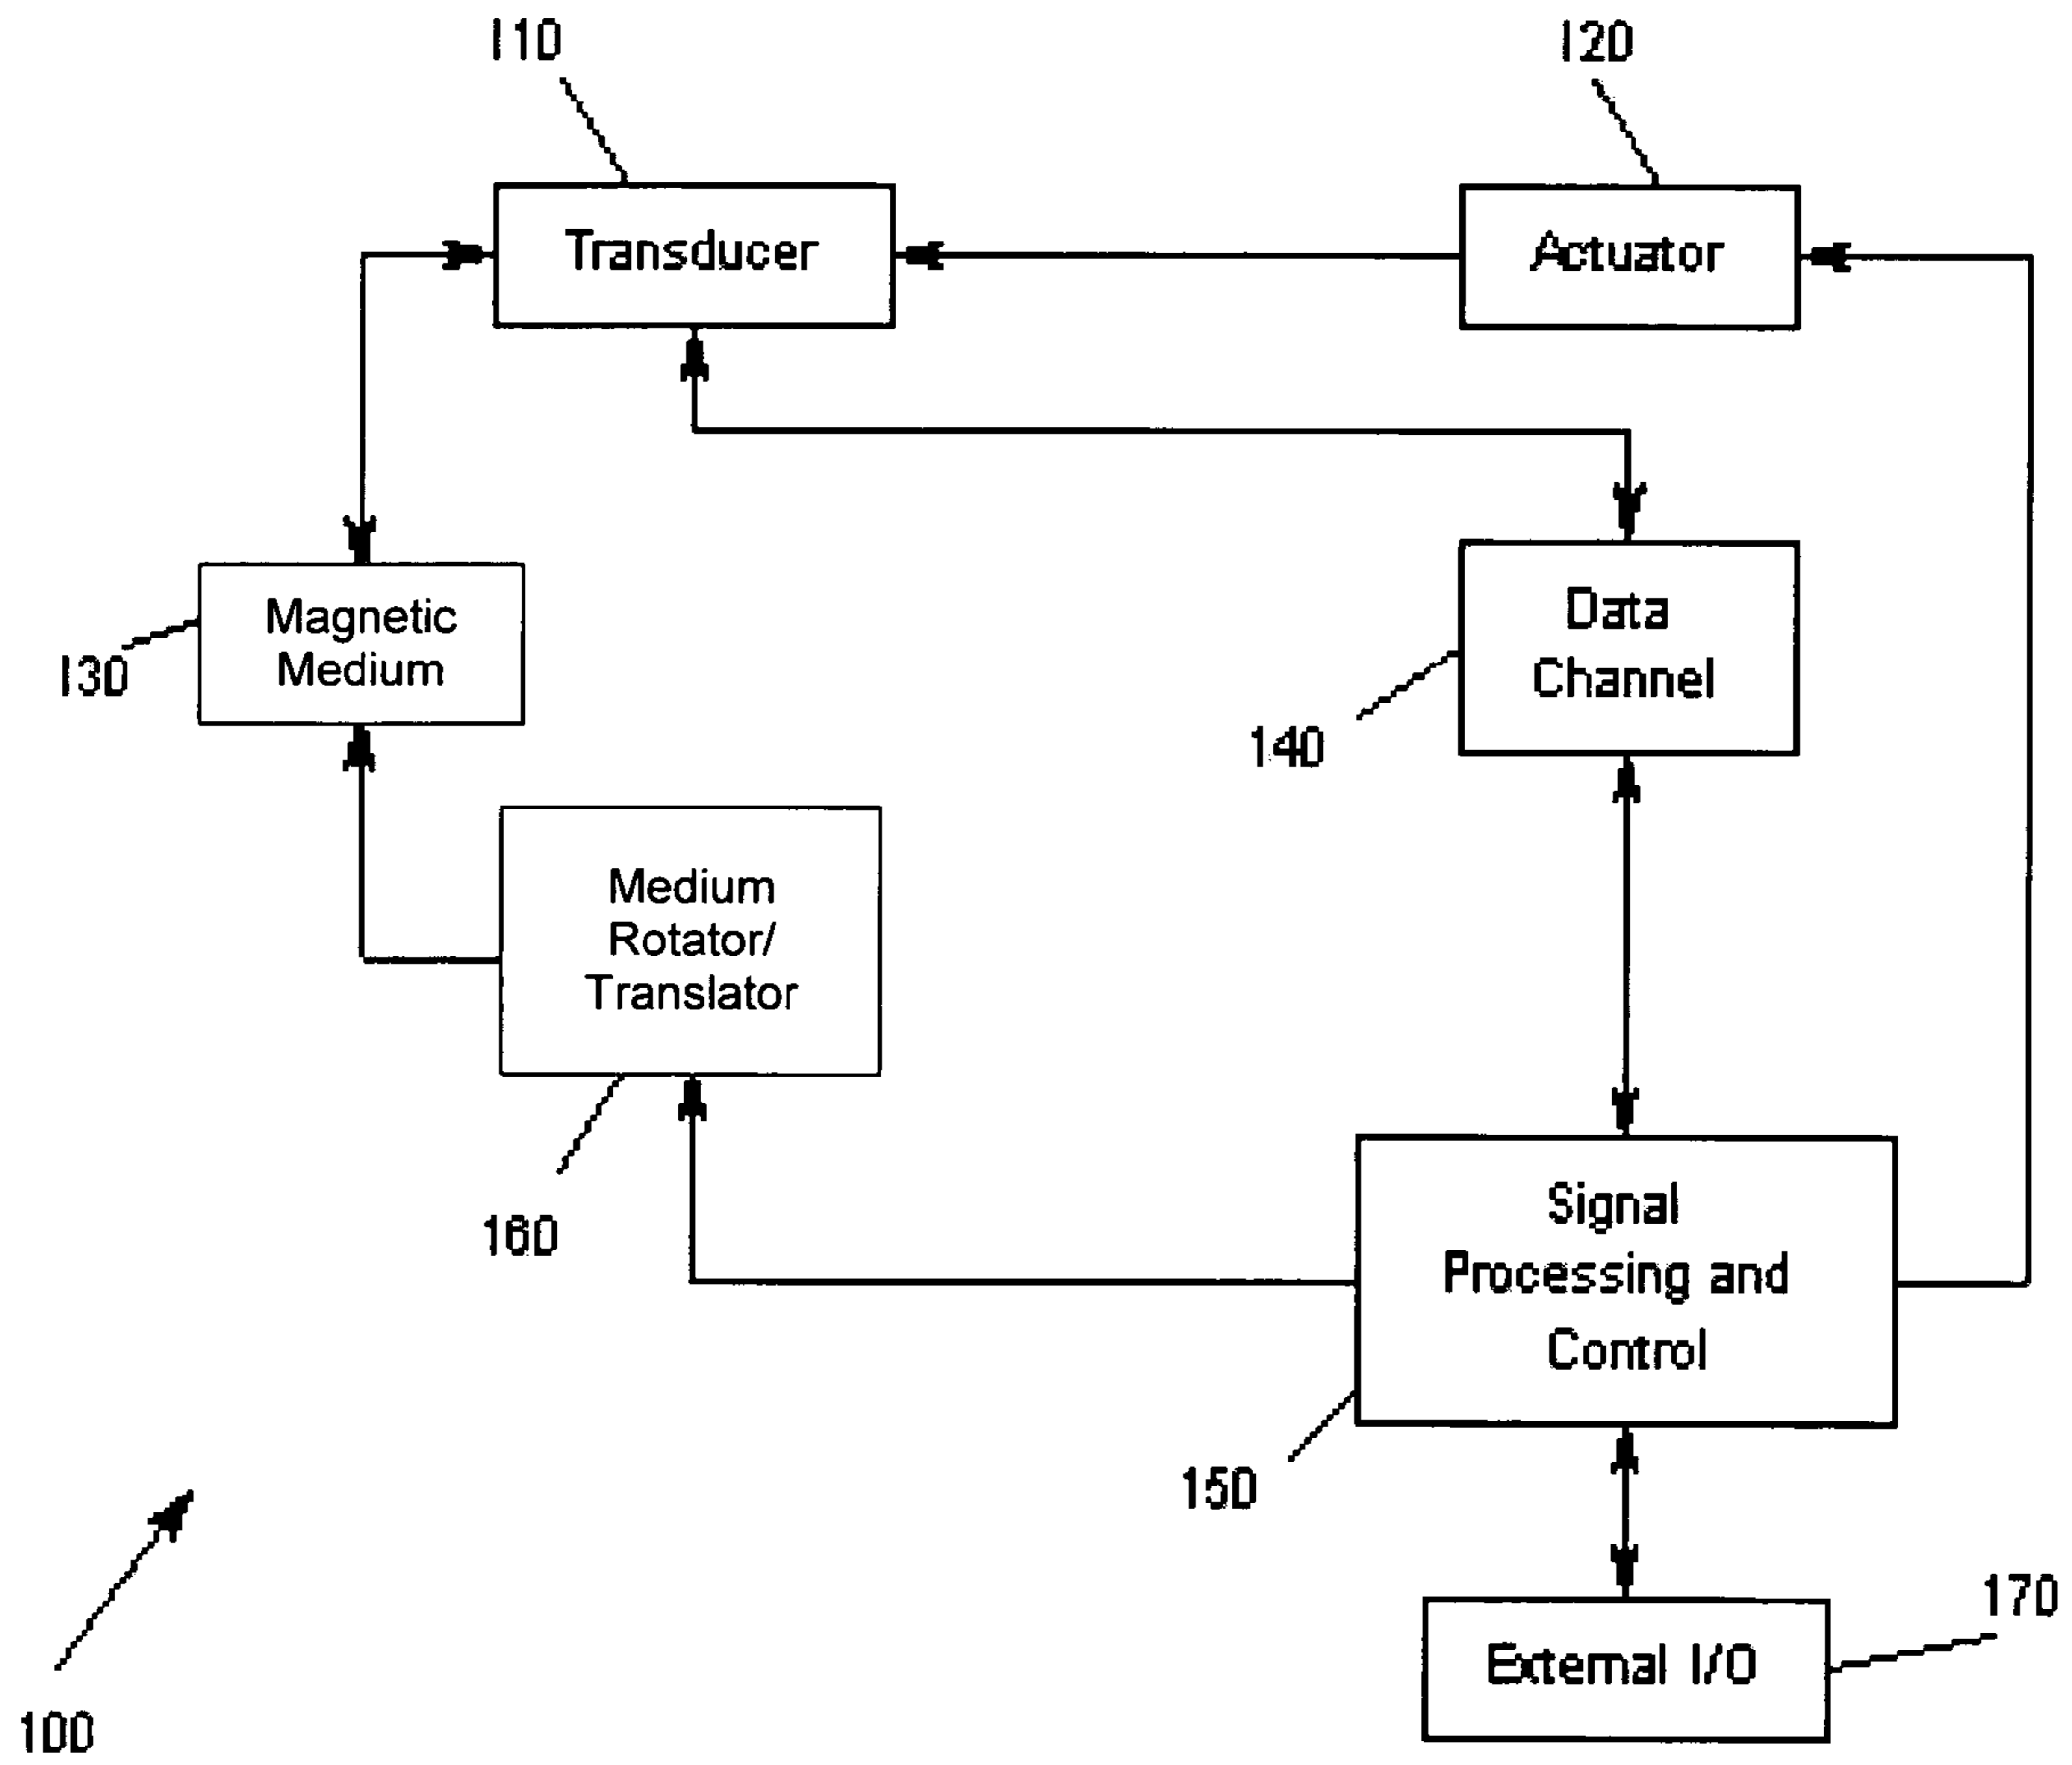 110
120
Transducer
Actuator
Magnetic
Medium
130
Data
Channel
140
Medium
Rotator/
Translator
160
Signal
Processing and
Control
150
External I/O
170
100